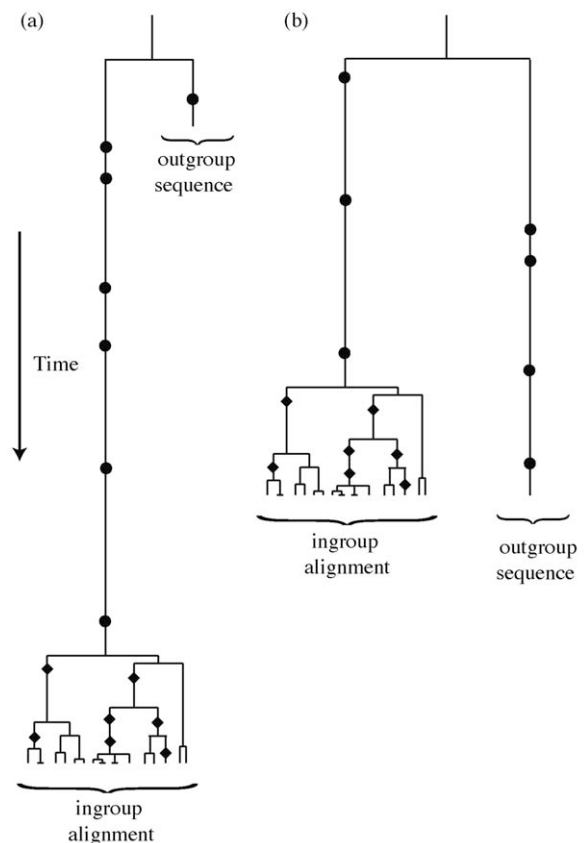 (a)
outgroup
sequence
Time
ingroup
alignment
(b)
ingroup
alignment
outgroup
sequence